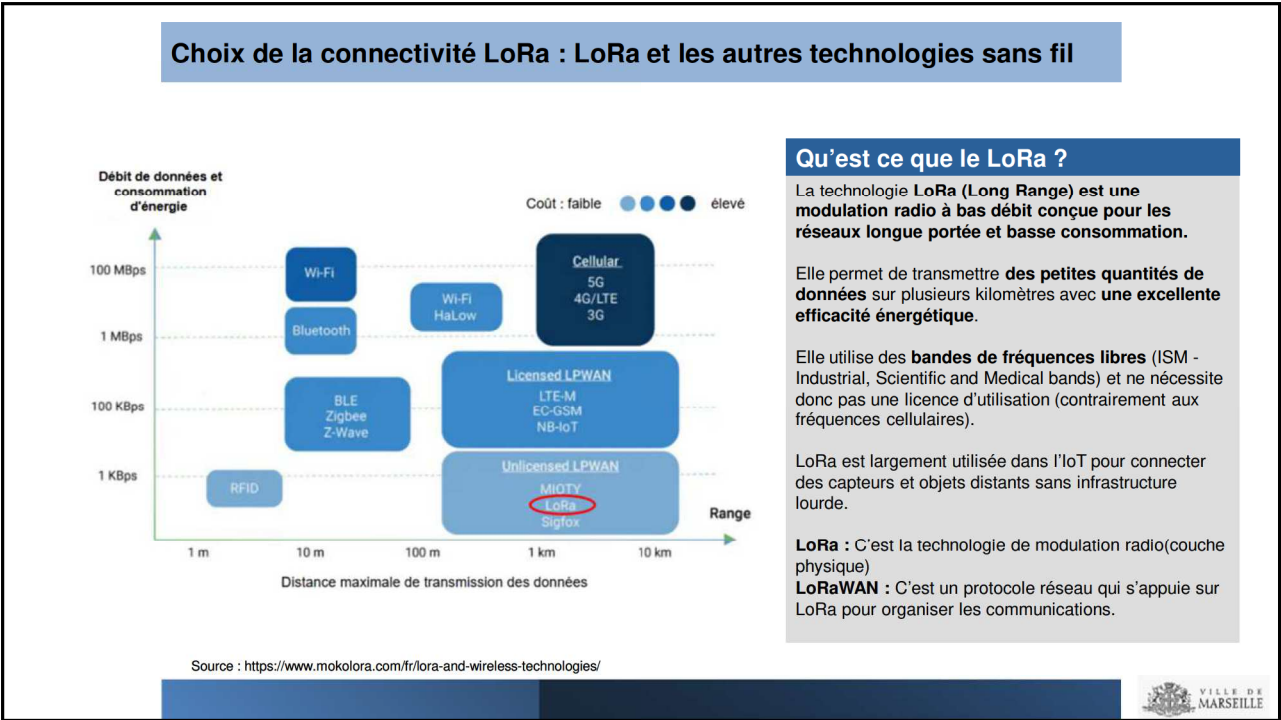 Choix de la connectivité LoRa : LoRa et les autres technologies sans fil
Débit de données et
consommation
d'énergie
Coût : faible
élevé
100 MBps
1 MBps
100 KBps
1 KBps
Wi-Fi
Bluetooth
Wi-Fi
HaLow
Cellular
5G
4G/LTE
3G
BLE
Zigbee
Z-Wave
Licensed LPWAN
LTE-M
EC-GSM
NB-IoT
RFID
Unlicensed LPWAN
MIOTY
LoRa
Sigfox
Range
1 m
10 m
100 m
1 km
10 km
Distance maximale de transmission des données
Source : https://www.mokolora.com/fr/lora-and-wireless-technologies/
Qu'est ce que le LoRa ?
La technologie LoRa (Long Range) est une
modulation radio à bas débit conçue pour les
réseaux longue portée et basse consommation.
Elle permet de transmettre des petites quantités de
données sur plusieurs kilomètres avec une excellente
efficacité énergétique.
Elle utilise des bandes de fréquences libres (ISM -
Industrial, Scientific and Medical bands) et ne nécessite
donc pas une licence d'utilisation (contrairement aux
fréquences cellulaires).
LoRa est largement utilisée dans l'IoT pour connecter
des capteurs et objets distants sans infrastructure
lourde.
LoRa : C'est la technologie de modulation radio(couche
physique)
LoRaWAN : C'est un protocole réseau qui s'appuie sur
LoRa pour organiser les communications.
VILLE DE
MARSEILLE